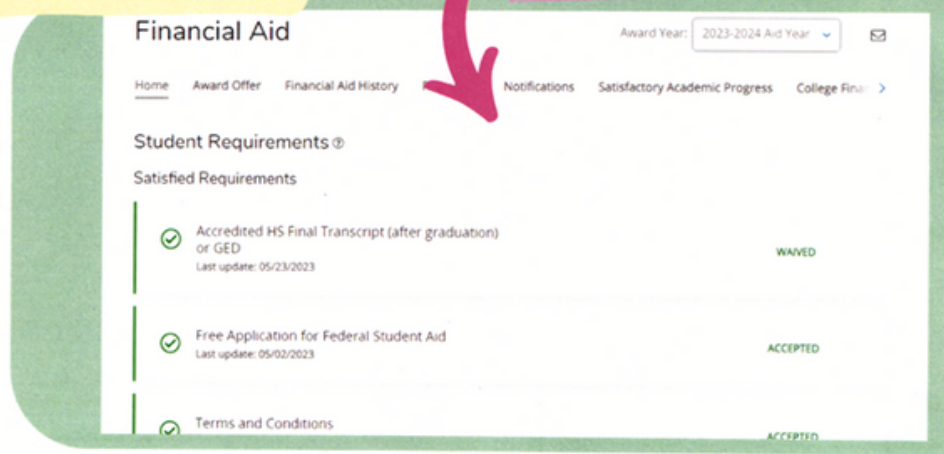 Financial Aid
Award Year: 2023-2024 Aid Year
Home Award Offer Financial Aid History Notifications Satisfactory Academic Progress College
Student Requirements
Satisfied Requirements
Accredited HS Final Transcript (after graduation)
or GED
WAIVED
Last update: 05/23/2023
Free Application for Federal Student Aid
ACCEPTED
Last update: 05/02/2023
Terms and Conditions
ACCEPTED